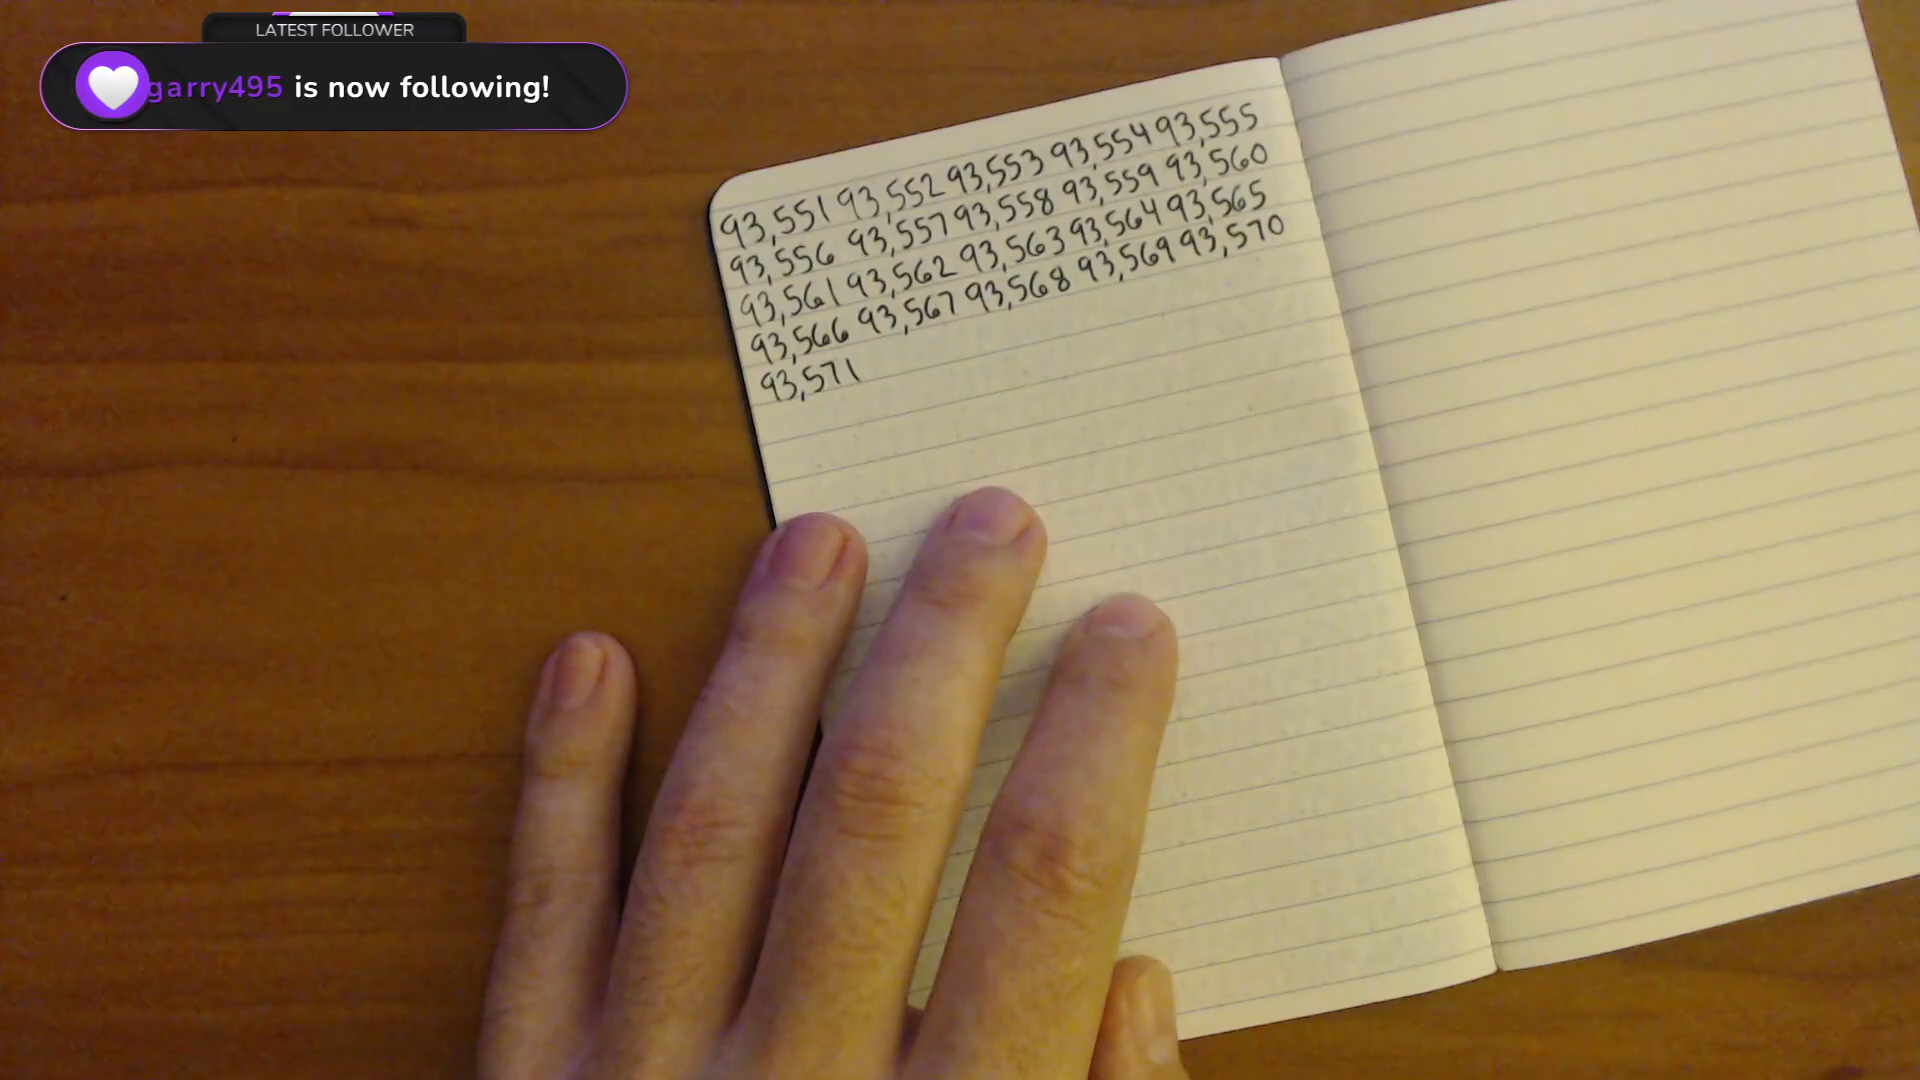 LATEST FOLLOWER
garry495 is now following!
93,551 93,552 93,553 93,554 93,555
93,556 93,557 93,558 93,559 93,560
93,561 93,562 93,563 93,564 93,565
93,566 93,567 93,568 93,569 93,570
93,571